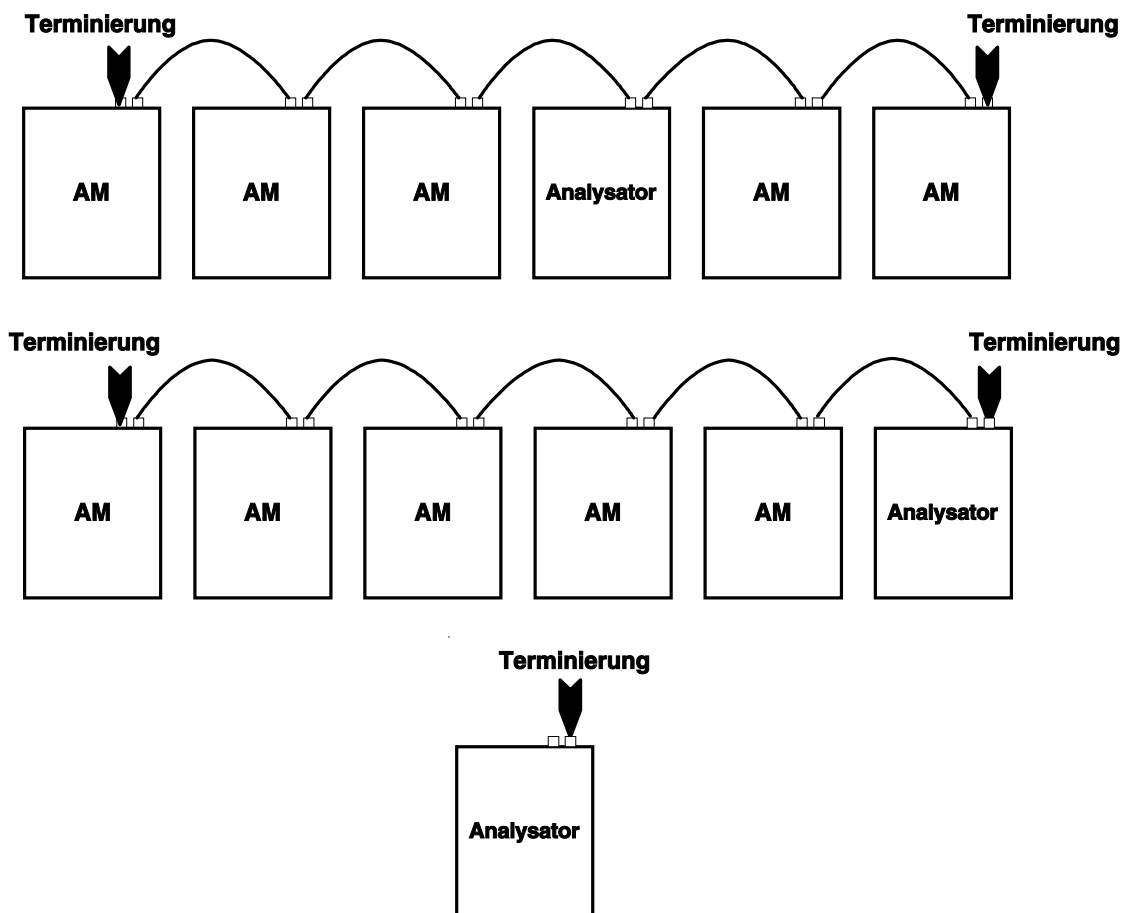 Terminierung Terminierung
AM AM AM Analysator AM AM
Terminierung Terminierung
AM AM AM AM AM Analysator
Terminierung
Analysator